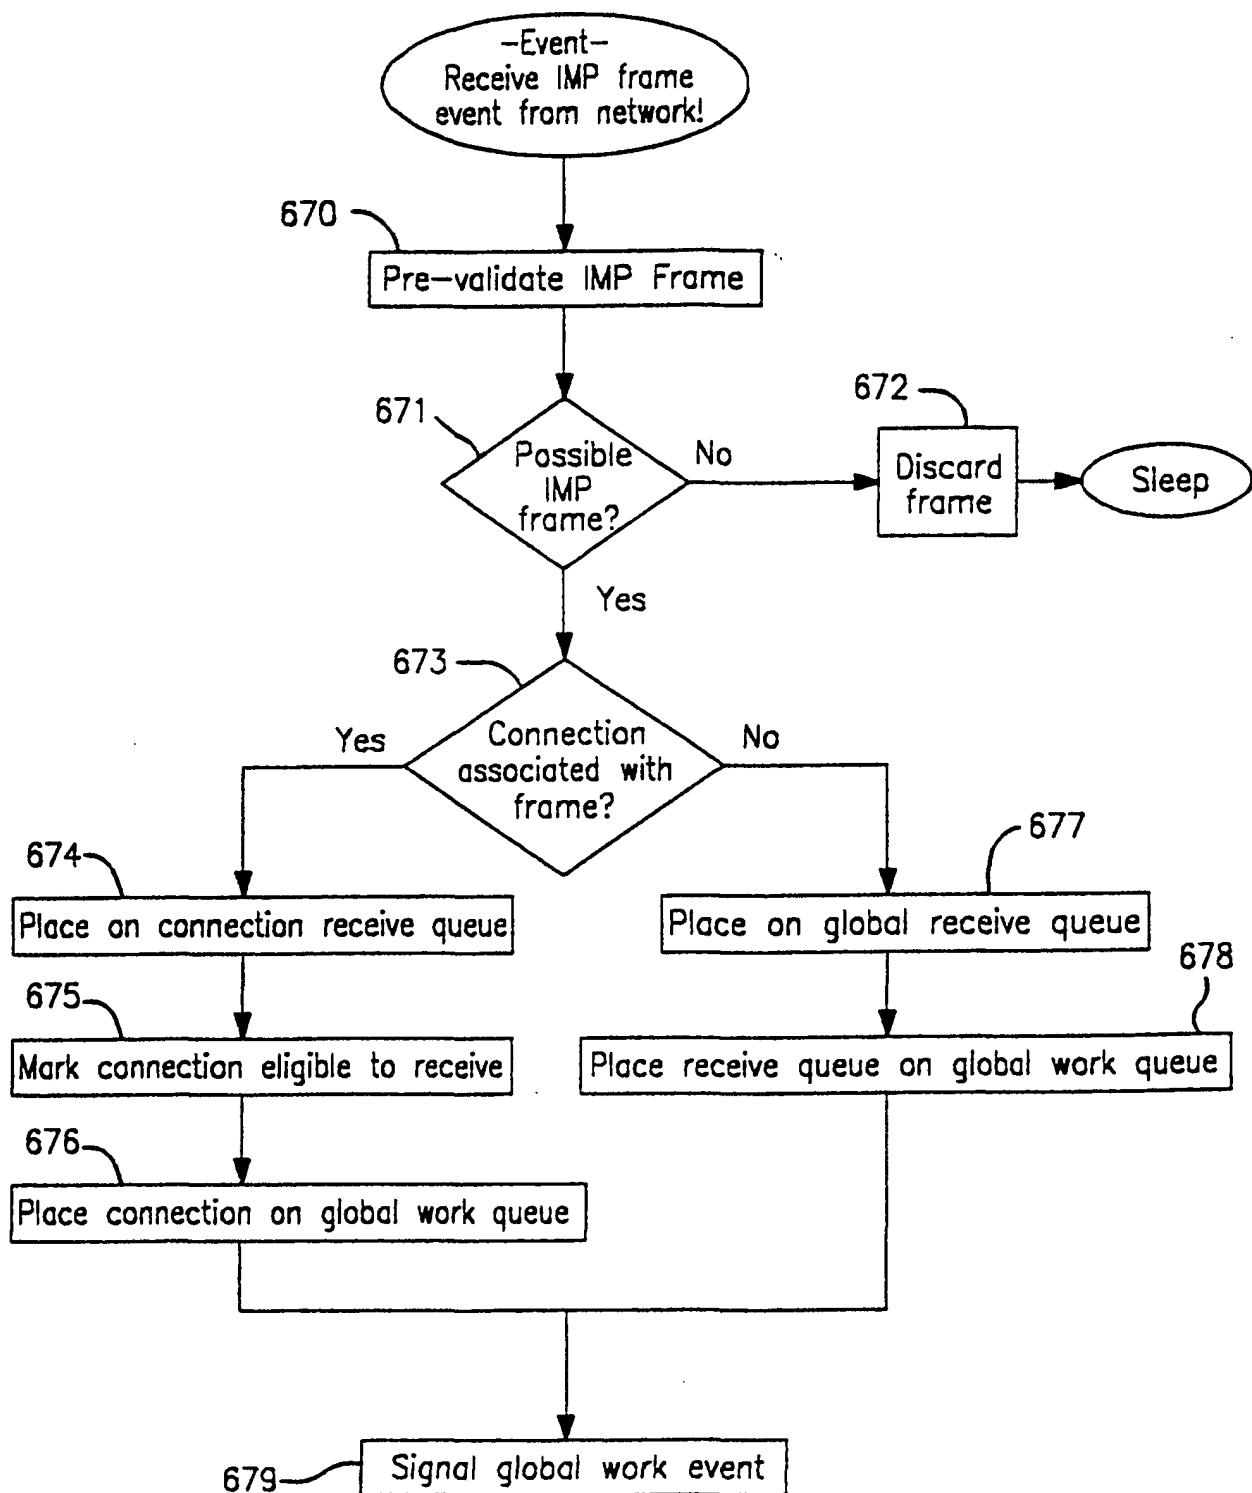 -Event-
Receive IMP frame
event from network!
670
Pre-validate IMP Frame
671
Possible
IMP
frame?
No
672
Discard
frame
Sleep
Yes
673
Connection
associated with
frame?
Yes
No
674
Place on connection receive queue
677
Place on global receive queue
675
Mark connection eligible to receive
678
Place receive queue on global work queue
676
Place connection on global work queue
679
Signal global work event